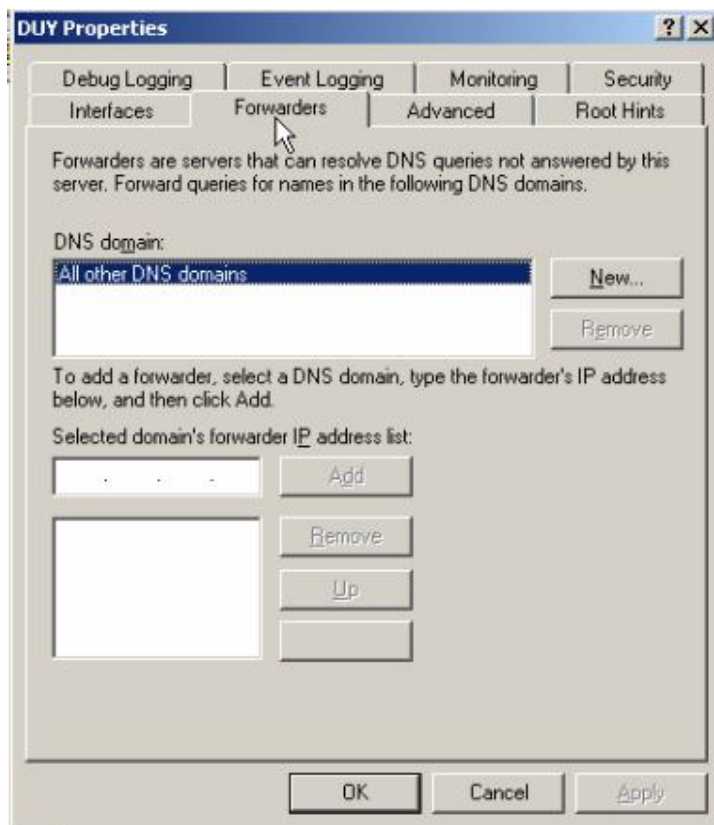 DUY Properties
Debug Logging
Event Logging
Monitoring
Security
Interfaces
Forwarders
Advanced
Root Hints
Forwarders are servers that can resolve DNS queries not answered by this
server. Forward queries for names in the following DNS domains.
DNS domain:
All other DNS domains
New...
Remove
To add a forwarder, select a DNS domain, type the forwarder's IP address
below, and then click Add.
Selected domain's forwarder IP address list:
. . .
Add
Remove
Up
OK
Cancel
Apply